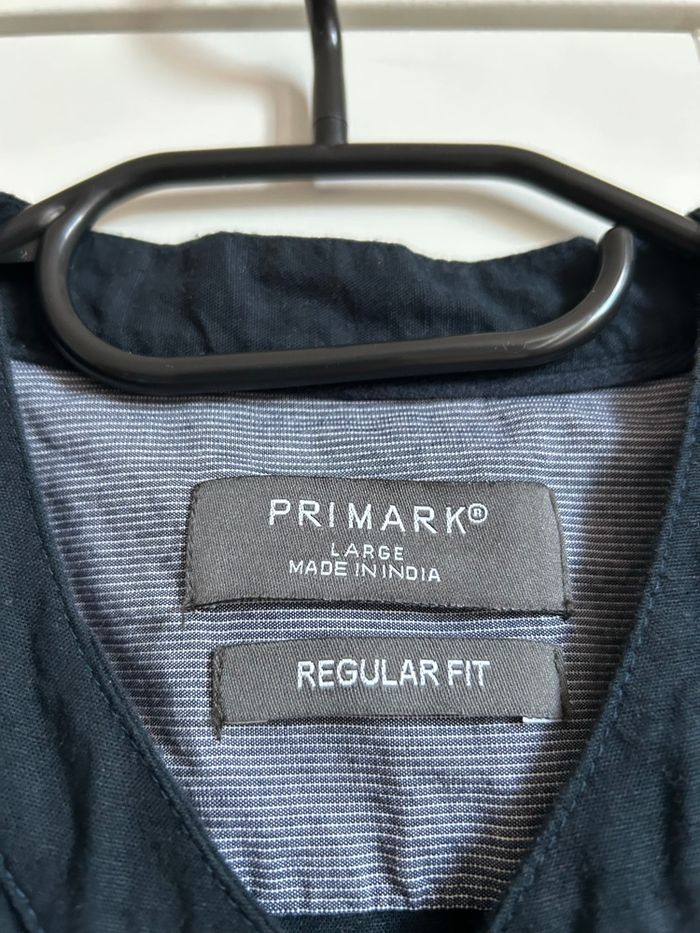 PRIMARK®
LARGE
MADE IN INDIA
REGULAR FIT